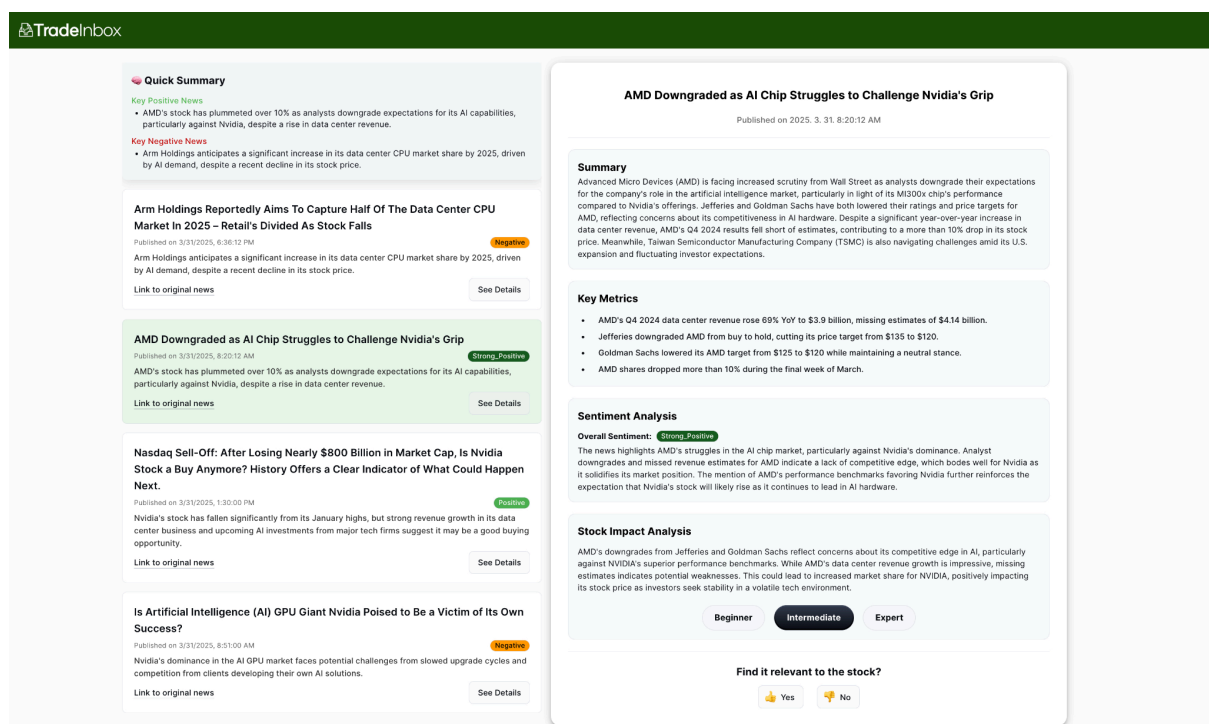 TradeInbox
Quick Summary
Key Positive News
• AMD's stock has plummeted over 10% as analysts downgrade expectations for its AI capabilities,
particularly against Nvidia, despite a rise in data center revenue.
Key Negative News
• Arm Holdings anticipates a significant increase in its data center CPU market share by 2025, driven
by AI demand, despite a recent decline in its stock price.
Arm Holdings Reportedly Aims To Capture Half Of The Data Center CPU
Market In 2025 – Retail's Divided As Stock Falls
Published on 3/31/2025, 6:36:12 PM
Negative
Arm Holdings anticipates a significant increase in its data center CPU market share by 2025, driven
by AI demand, despite a recent decline in its stock price.
Link to original news
See Details
AMD Downgraded as AI Chip Struggles to Challenge Nvidia's Grip
Published on 3/31/2025, 8:20:12 AM
Strong_Positive
AMD's stock has plummeted over 10% as analysts downgrade expectations for its AI capabilities,
particularly against Nvidia, despite a rise in data center revenue.
Link to original news
See Details
Nasdaq Sell-Off: After Losing Nearly $800 Billion in Market Cap, Is Nvidia
Stock a Buy Anymore? History Offers a Clear Indicator of What Could Happen
Next.
Published on 3/31/2025, 1:30:00 PM
Positive
Nvidia's stock has fallen significantly from its January highs, but strong revenue growth in its data
center business and upcoming AI investments from major tech firms suggest it may be a good buying
opportunity.
Link to original news
See Details
Is Artificial Intelligence (AI) GPU Giant Nvidia Poised to Be a Victim of Its Own
Success?
Published on 3/31/2025, 8:51:00 AM
Negative
Nvidia's dominance in the AI GPU market faces potential challenges from slowed upgrade cycles and
competition from clients developing their own AI solutions.
Link to original news
See Details
AMD Downgraded as AI Chip Struggles to Challenge Nvidia's Grip
Published on 2025. 3. 31. 8:20:12 AM
Summary
Advanced Micro Devices (AMD) is facing increased scrutiny from Wall Street as analysts downgrade their expectations
for the company's role in the artificial intelligence market, particularly in light of its MI300x chip's performance
compared to Nvidia's offerings. Jefferies and Goldman Sachs have both lowered their ratings and price targets for
AMD, reflecting concerns about its competitiveness in AI hardware. Despite a significant year-over-year increase in
data center revenue, AMD's Q4 2024 results fell short of estimates, contributing to a more than 10% drop in its stock
price. Meanwhile, Taiwan Semiconductor Manufacturing Company (TSMC) is also navigating challenges amid its U.S.
expansion and fluctuating investor expectations.
Key Metrics
• AMD's Q4 2024 data center revenue rose 69% YoY to $3.9 billion, missing estimates of $4.14 billion.
• Jefferies downgraded AMD from buy to hold, cutting its price target from $135 to $120.
• Goldman Sachs lowered its AMD target from $125 to $120 while maintaining a neutral stance.
• AMD shares dropped more than 10% during the final week of March.
Sentiment Analysis
Overall Sentiment: Strong_Positive
The news highlights AMD's struggles in the AI chip market, particularly against Nvidia's dominance. Analyst
downgrades and missed revenue estimates for AMD indicate a lack of competitive edge, which bodes well for Nvidia as
it solidifies its market position. The mention of AMD's performance benchmarks favoring Nvidia further reinforces the
expectation that Nvidia's stock will likely rise as it continues to lead in AI hardware.
Stock Impact Analysis
AMD's downgrades from Jefferies and Goldman Sachs reflect concerns about its competitive edge in AI, particularly
against NVIDIA's superior performance benchmarks. While AMD's data center revenue growth is impressive, missing
estimates indicates potential weaknesses. This could lead to increased market share for NVIDIA, positively impacting
its stock price as investors seek stability in a volatile tech environment.
Beginner Intermediate Expert
Find it relevant to the stock?
👍 Yes 👎 No